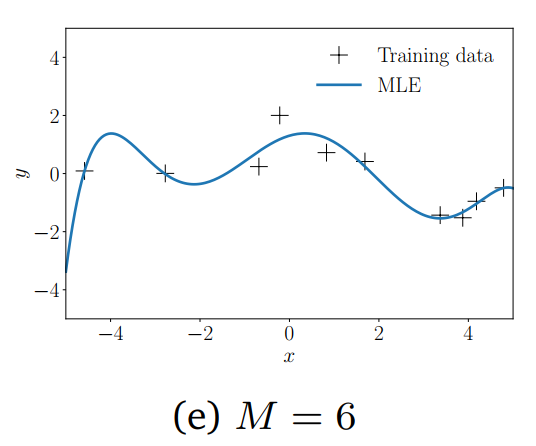 Training data
MLE
y
4
2
0
−2
−4
−4 −2 0 2 4
x
(e) M = 6